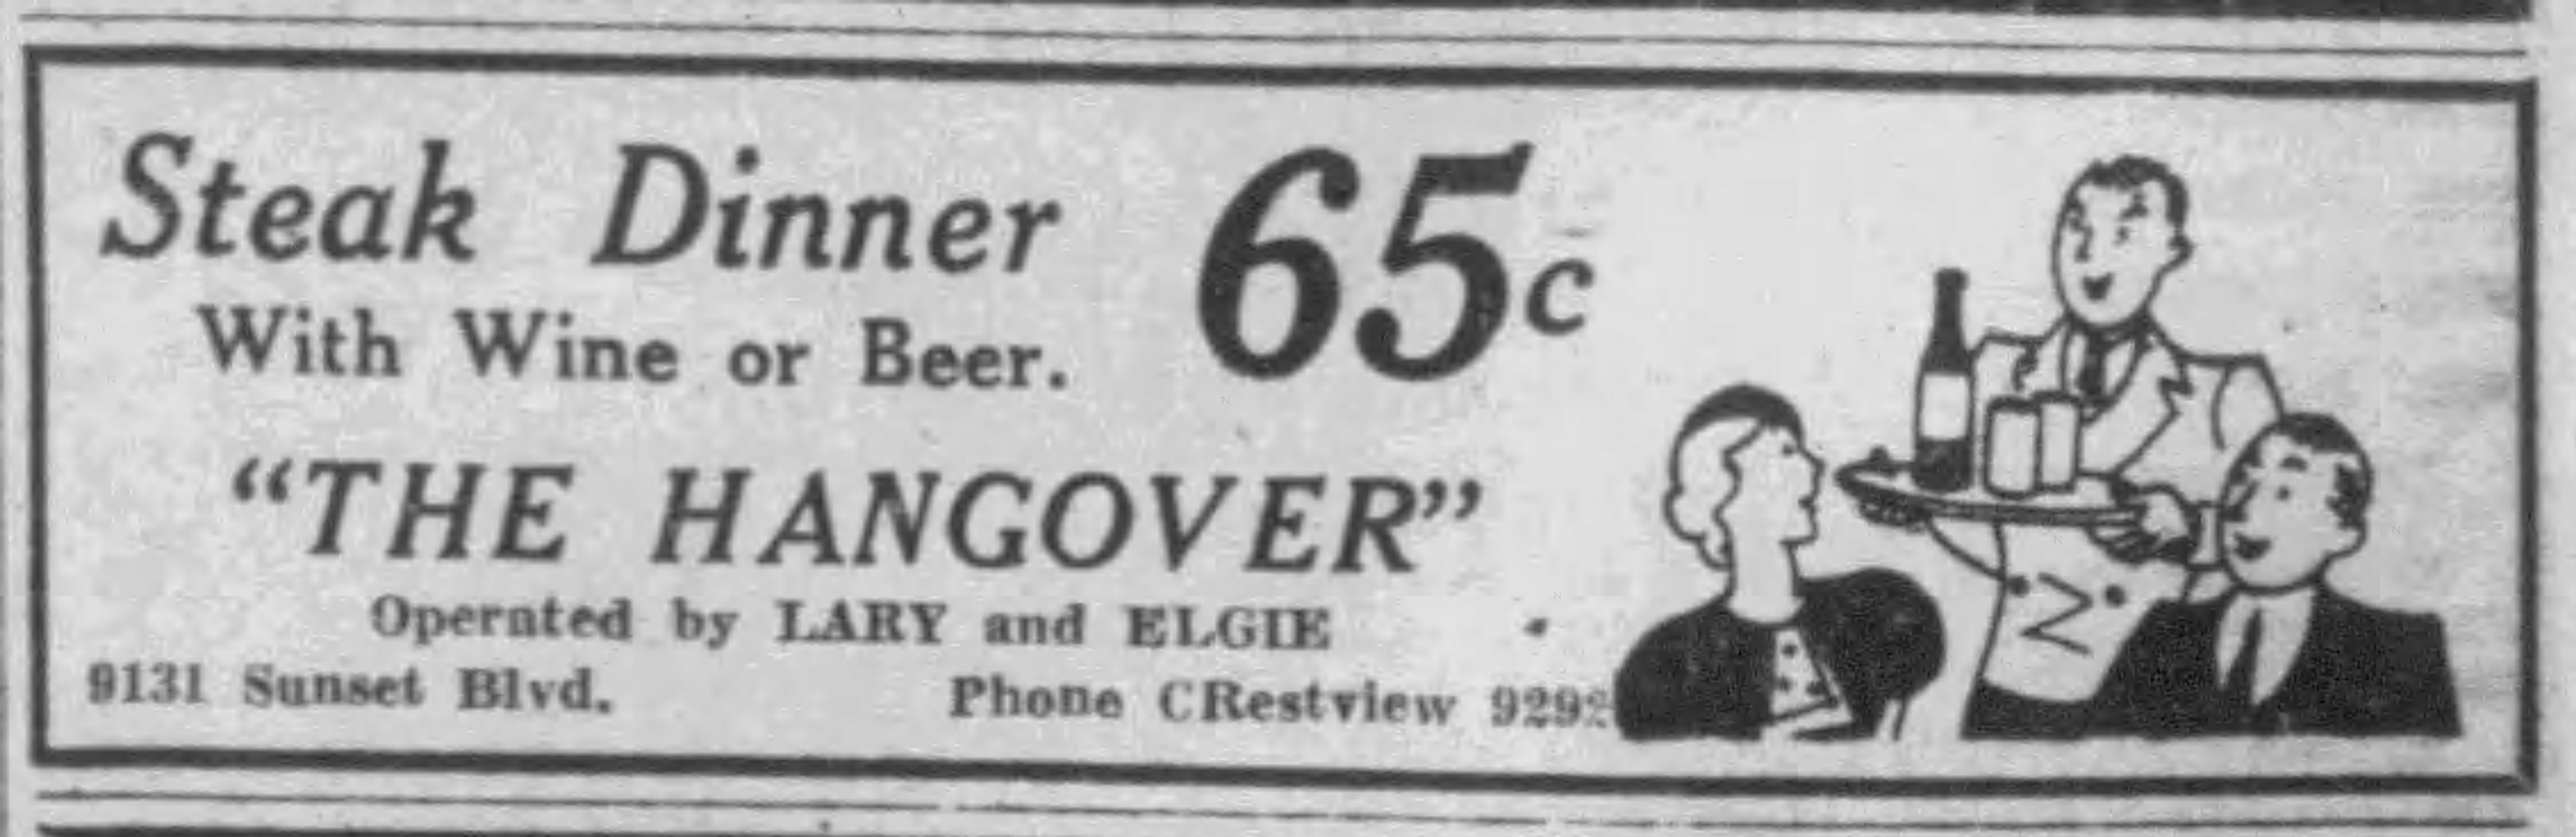 Steak Dinner 65c
With Wine or Beer.
“THE HANGOVER”
Operated by LARY and ELGIE
9131 Sunset Blvd. Phone CRestview